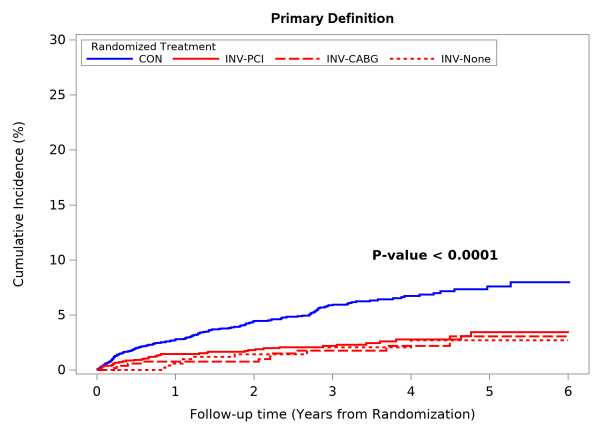 Primary Definition
Randomized Treatment
CON INV-PCI INV-CABG INV-None
30
25
20
15
10
5
0
Cumulative Incidence (%)
P-value < 0.0001
0 1 2 3 4 5 6
Follow-up time (Years from Randomization)